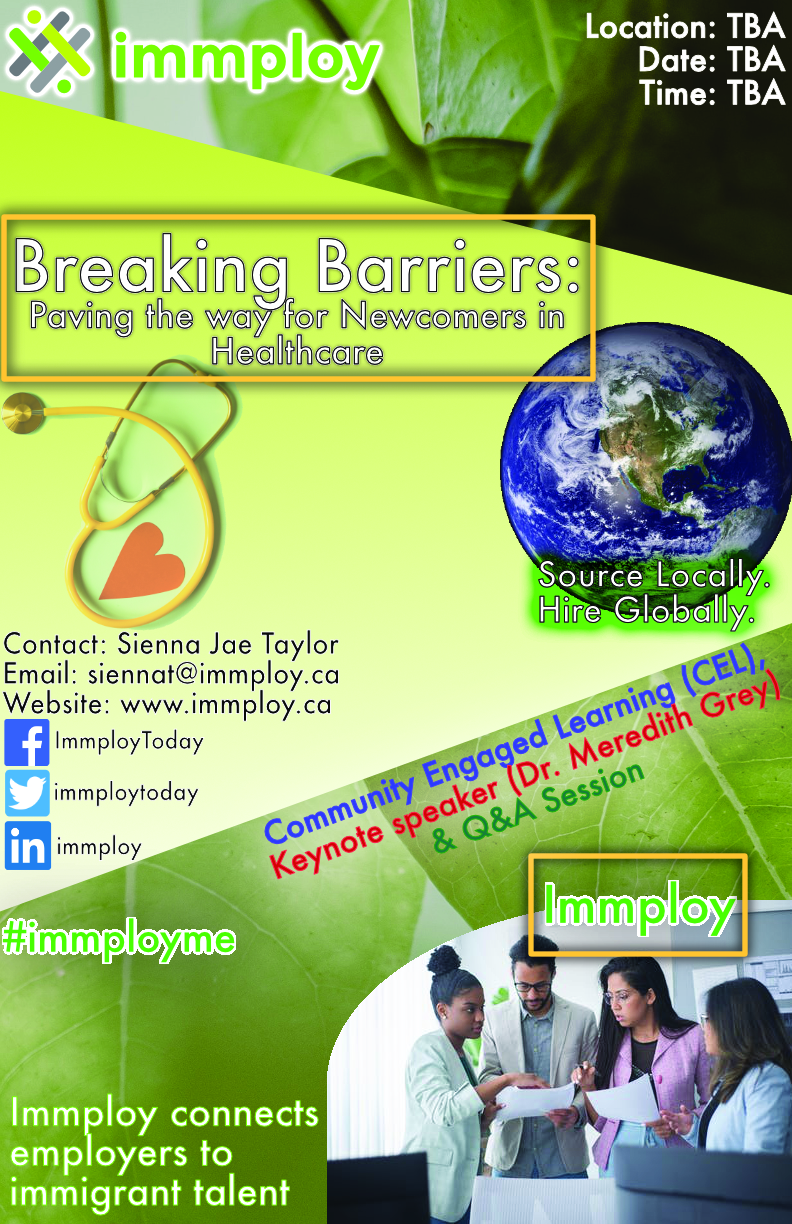 immploy
Location: TBA
Date: TBA
Time: TBA
Breaking Barriers:
Paving the way for Newcomers in
Healthcare
Source Locally.
Hire Globally.
Contact: Sienna Jae Taylor
Email: siennat@immploy.ca
Website: www.immploy.ca
ImmployToday
immploytoday
immploy
Community Engaged Learning (CEL),
Keynote speaker (Dr. Meredith Grey)
& Q&A Session
Immploy
#immployme
Immploy connects
employers to
immigrant talent